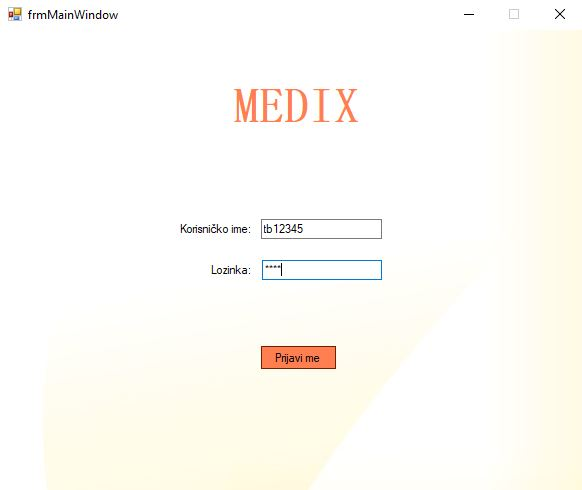 frmMainWindow
MEDIX
Korisničko ime: tb12345
Lozinka: ****
Prijavi me